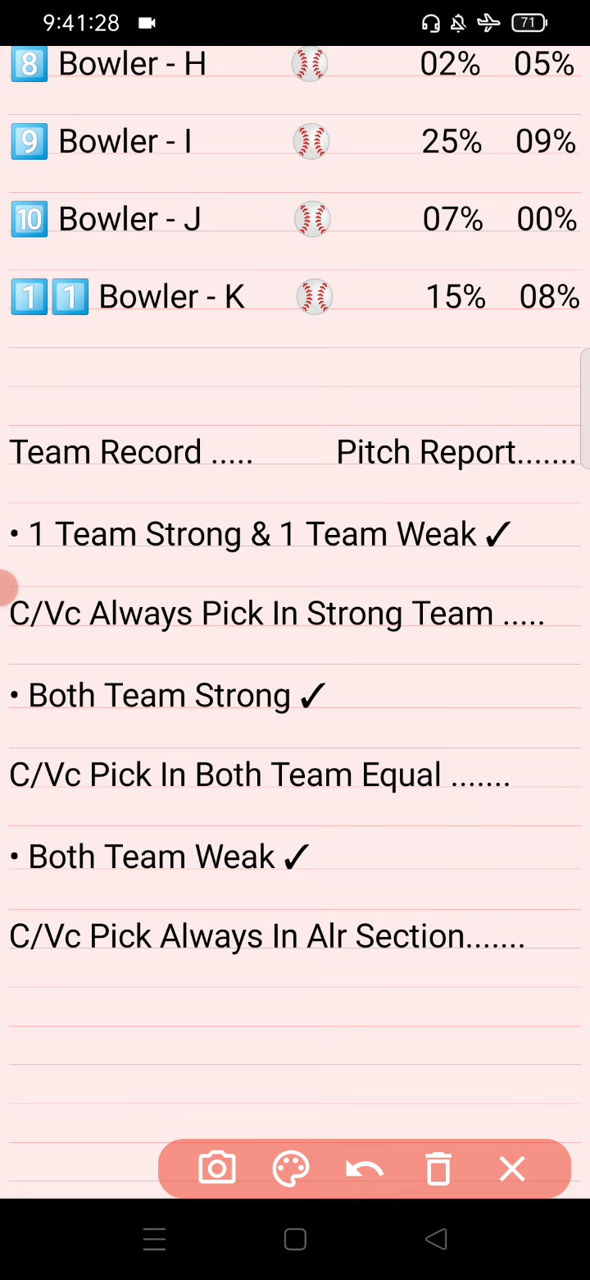 9:41:28 71
8 Bowler - H 02% 05%
9 Bowler - I 25% 09%
10 Bowler - J 07% 00%
1 1 Bowler - K 15% 08%
Team Record ..... Pitch Report.......
• 1 Team Strong & 1 Team Weak ✓
C/Vc Always Pick In Strong Team .....
• Both Team Strong ✓
C/Vc Pick In Both Team Equal .......
• Both Team Weak ✓
C/Vc Pick Always In Alr Section.......